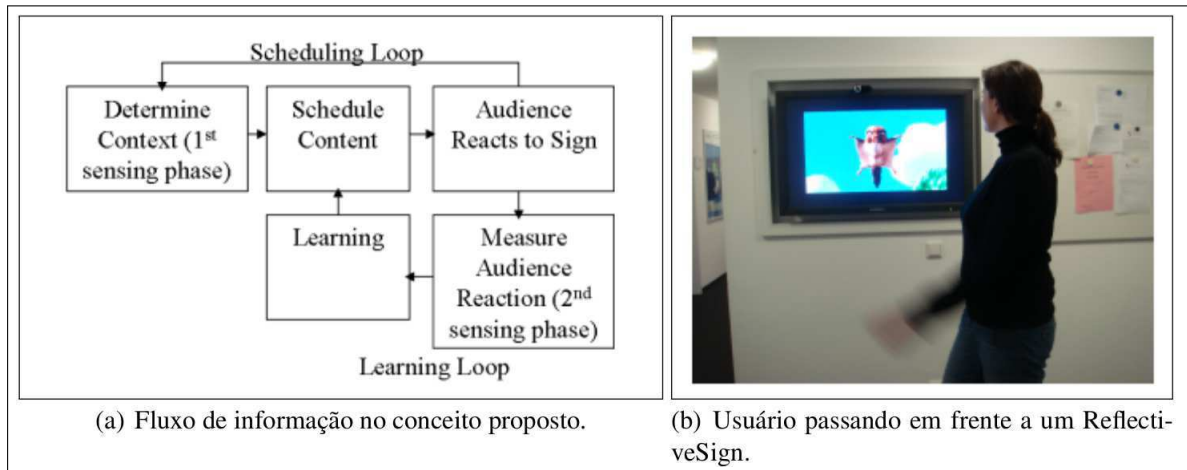 Scheduling Loop
Determine
Context (1st
sensing phase)
Schedule
Content
Audience
Reacts to Sign
Learning
Measure
Audience
Reaction (2nd
sensing phase)
Learning Loop
(a) Fluxo de informação no conceito proposto.
(b) Usuário passando em frente a um Reflecti-
veSign.